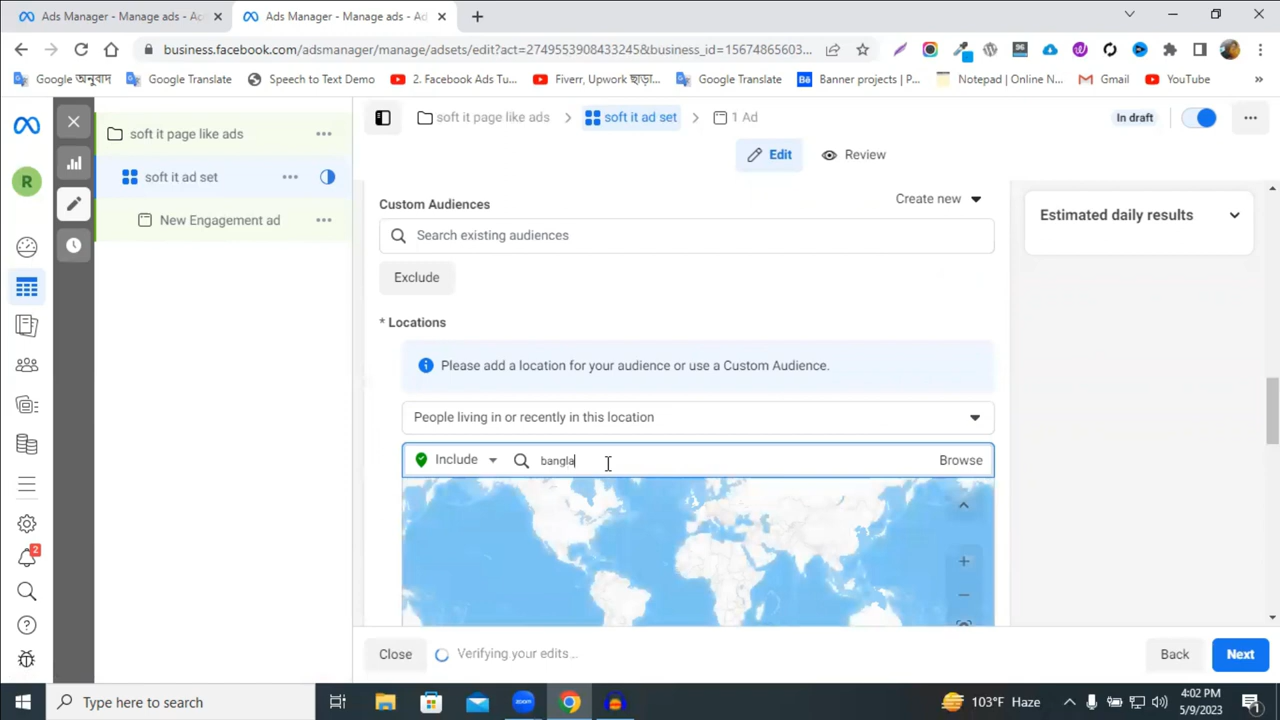 Ads Manager - Manage ads - Ac
Ads Manager - Manage ads - Ad
business.facebook.com/adsmanager/manage/adsets/edit?act=2749553908433245&business_id=15674865603...
Google অনুবাদ
Google Translate
Speech to Text Demo
2. Facebook Ads Tu...
Fiverr, Upwork ছাড়া...
Google Translate
Banner projects | P...
Notepad | Online N...
Gmail
YouTube
»
soft it page like ads
soft it ad set
1 Ad
In draft
soft it page like ads
Edit
Review
R
soft it ad set
New Engagement ad
Custom Audiences
Create new
Search existing audiences
Exclude
Estimated daily results
* Locations
Please add a location for your audience or use a Custom Audience.
People living in or recently in this location
Include
bangla
Browse
2
Close
Verifying your edits...
Back
Next
Type here to search
zoom
103°F Haze
4:02 PM
5/9/2023
1